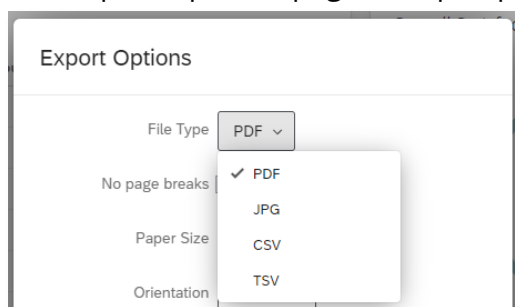 Export Options
File Type
PDF
No page breaks
PDF
JPG
Paper Size
CSV
TSV
Orientation